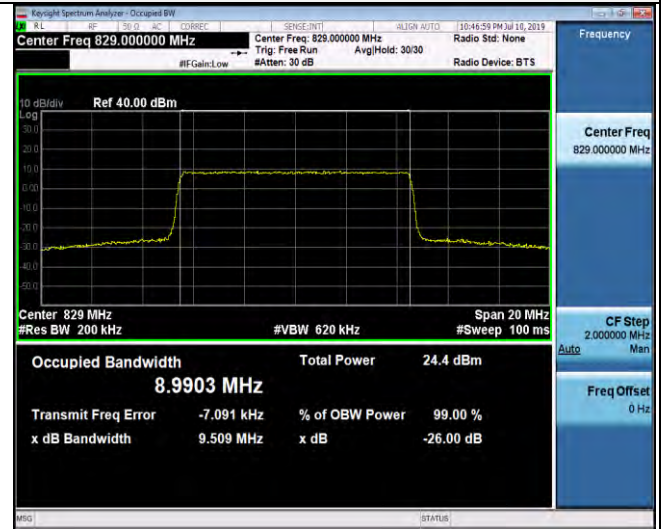 Keysight Spectrum Analyzer - Occupied BW
RL RF 50 Ω AC CORREC SENSE:INT ALIGN AUTO 10:46:59 PM Jul 10, 2019
Center Freq 829.000000 MHz Center Freq: 829.000000 MHz Radio Std: None
Trig: Free Run Avg|Hold: 30/30
#IFGain:Low #Atten: 30 dB Radio Device: BTS
10 dB/div Ref 40.00 dBm
Log
30.0
20.0
10.0
0.00
-10.0
-20.0
-30.0
-40.0
-50.0
Center 829 MHz Span 20 MHz
#Res BW 200 kHz #VBW 620 kHz #Sweep 100 ms
Occupied Bandwidth Total Power 24.4 dBm
8.9903 MHz
Transmit Freq Error -7.091 kHz % of OBW Power 99.00 %
x dB Bandwidth 9.509 MHz x dB -26.00 dB
MSG STATUS
Frequency
Center Freq
829.000000 MHz
CF Step
2.000000 MHz
Auto Man
Freq Offset
0 Hz